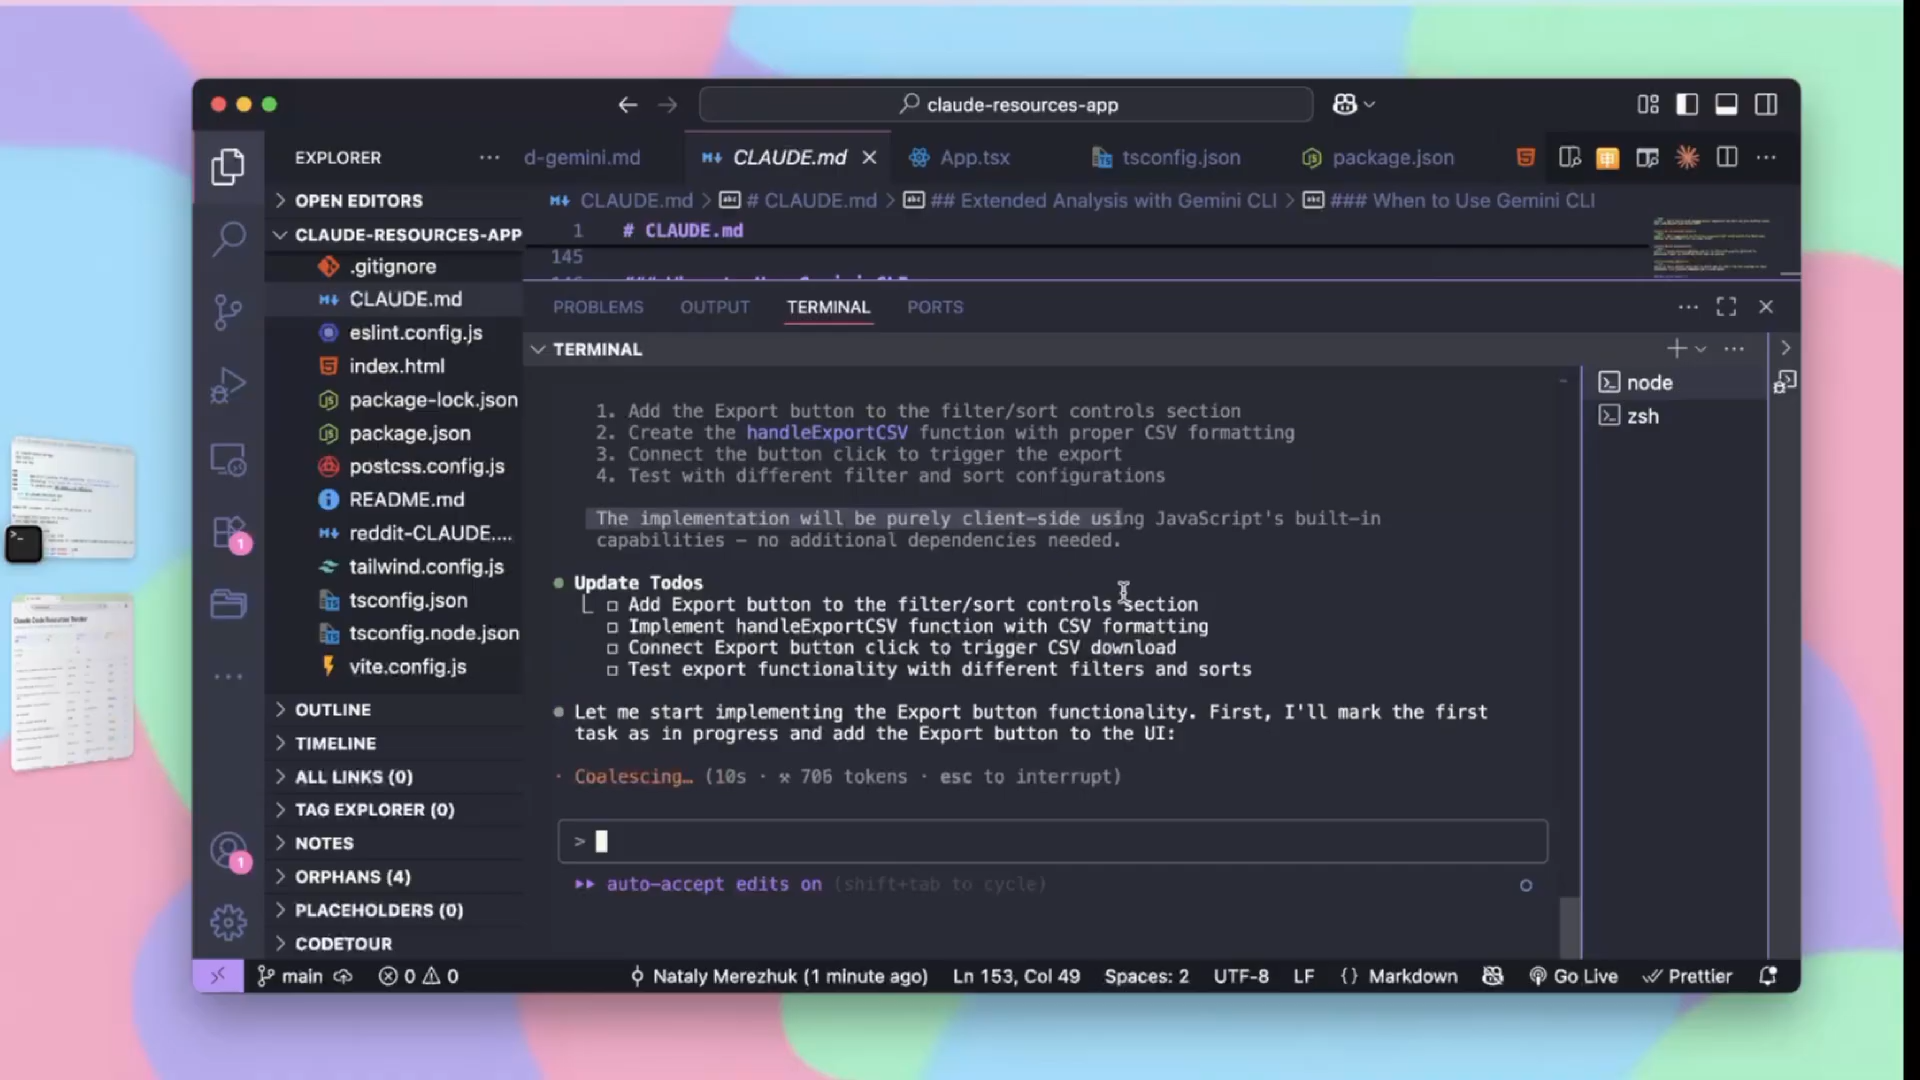 claude-resources-app
EXPLORER
d-gemini.md
CLAUDE.md
App.tsx
tsconfig.json
package.json
OPEN EDITORS
CLAUDE.md > # CLAUDE.md > ## Extended Analysis with Gemini CLI > ### When to Use Gemini CLI
CLAUDE-RESOURCES-APP
1 # CLAUDE.md
145
.gitignore
CLAUDE.md
eslint.config.js
index.html
package-lock.json
package.json
postcss.config.js
README.md
reddit-CLAUDE....
tailwind.config.js
tsconfig.json
tsconfig.node.json
vite.config.js
OUTLINE
TIMELINE
ALL LINKS (0)
TAG EXPLORER (0)
NOTES
ORPHANS (4)
PLACEHOLDERS (0)
CODETOUR
1
1
PROBLEMS
OUTPUT
TERMINAL
PORTS
TERMINAL
node
zsh
1. Add the Export button to the filter/sort controls section
2. Create the handleExportCSV function with proper CSV formatting
3. Connect the button click to trigger the export
4. Test with different filter and sort configurations
The implementation will be purely client-side using JavaScript's built-in
capabilities – no additional dependencies needed.
● Update Todos
⎿ ☐ Add Export button to the filter/sort controls section
☐ Implement handleExportCSV function with CSV formatting
☐ Connect Export button click to trigger CSV download
☐ Test export functionality with different filters and sorts
● Let me start implementing the Export button functionality. First, I'll mark the first
task as in progress and add the Export button to the UI:
· Coalescing… (10s · ⚒ 706 tokens · esc to interrupt)
>
auto-accept edits on (shift+tab to cycle)
main
0
0
Nataly Merezhuk (1 minute ago)
Ln 153, Col 49
Spaces: 2
UTF-8
LF
{} Markdown
Go Live
Prettier